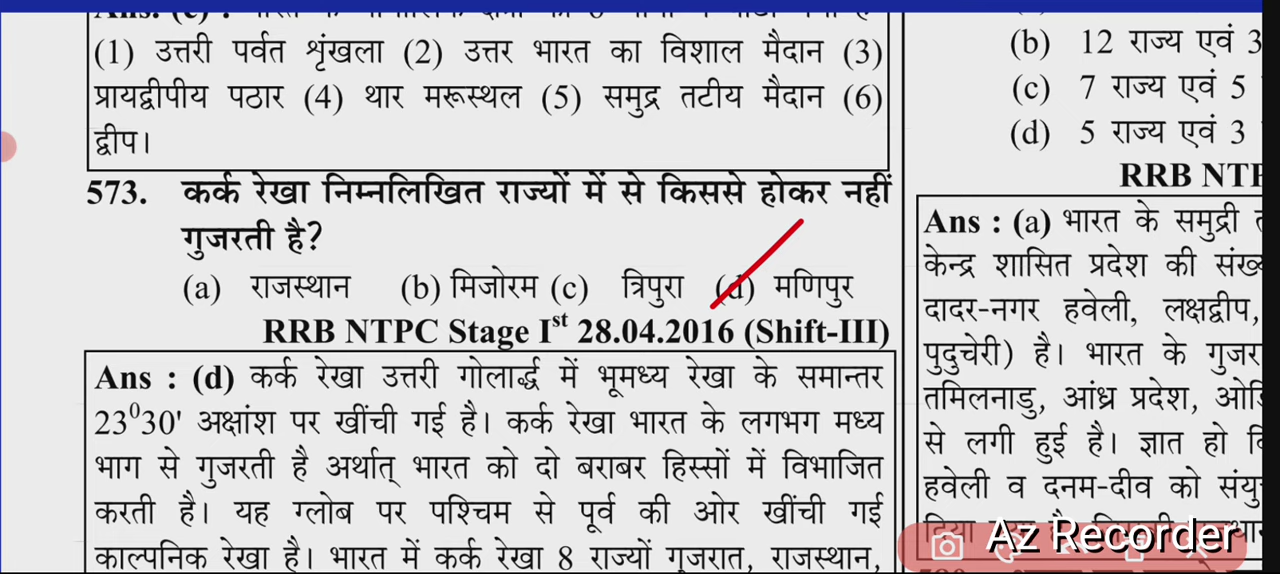 (1) उत्तरी पर्वत श्रृंखला (2) उत्तर भारत का विशाल मैदान (3)
प्रायद्वीपीय पठार (4) थार मरूस्थल (5) समुद्र तटीय मैदान (6)
द्वीप।
573. कर्क रेखा निम्नलिखित राज्यों में से किससे होकर नहीं
गुजरती है?
(a) राजस्थान (b) मिजोरम (c) त्रिपुरा (d) मणिपुर
RRB NTPC Stage Ist 28.04.2016 (Shift-III)
Ans : (d) कर्क रेखा उत्तरी गोलार्द्ध में भूमध्य रेखा के समान्तर
23⁰30' अक्षांश पर खींची गई है। कर्क रेखा भारत के लगभग मध्य
भाग से गुजरती है अर्थात् भारत को दो बराबर हिस्सों में विभाजित
करती है। यह ग्लोब पर पश्चिम से पूर्व की ओर खींची गई
काल्पनिक रेखा है। भारत में कर्क रेखा 8 राज्यों गुजरात, राजस्थान,
(b) 12 राज्य एवं 3
(c) 7 राज्य एवं 5
(d) 5 राज्य एवं 3
RRB NTP
Ans : (a) भारत के समुद्री
केन्द्र शासित प्रदेश की
दादर-नगर हवेली, लक्षद्वीप,
पुदुचेरी) है। भारत के
तमिलनाडु, आंध्र प्रदेश,
से लगी हुई है। ज्ञात हो
हवेली व दनम-दीव को
Az Recorder